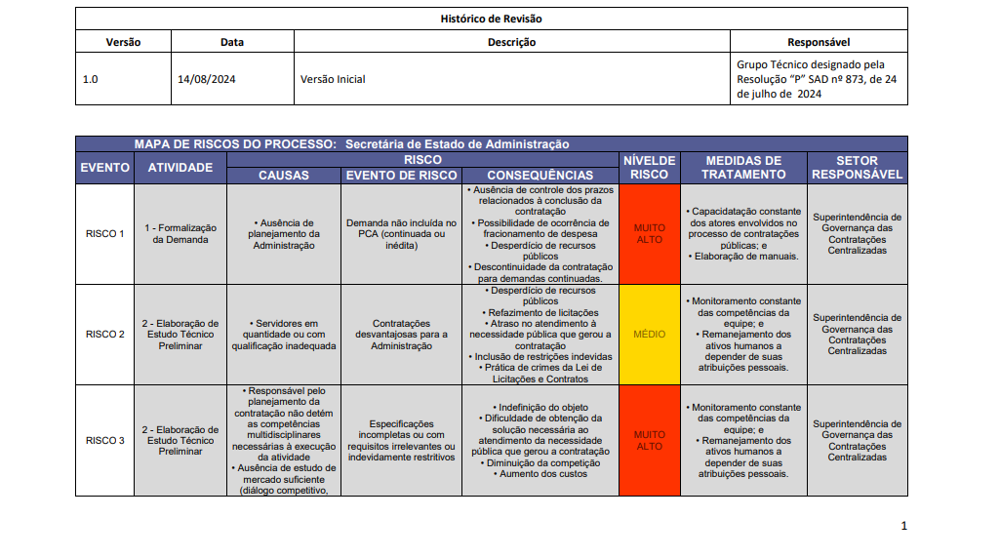 Histórico de Revisão
Versão Data Descrição Responsável
1.0 14/08/2024 Versão Inicial
Grupo Técnico designado pela
Resolução “P” SAD nº 873, de 24
de julho de 2024
MAPA DE RISCOS DO PROCESSO: Secretária de Estado de Administração
EVENTO ATIVIDADE RISCO NÍVELDE RISCO MEDIDAS DE TRATAMENTO SETOR RESPONSÁVEL
CAUSAS EVENTO DE RISCO CONSEQUÊNCIAS
RISCO 1
1 - Formalização
da Demanda
• Ausência de
planejamento da
Administração
Demanda não incluída no
PCA (continuada ou
inédita)
• Ausência de controle dos prazos
relacionados à conclusão da
contratação
• Possibilidade de ocorrência de
fracionamento de despesa
• Desperdício de recursos
públicos
• Descontinuidade da contratação
para demandas continuadas.
MUITO
ALTO
• Capacidatação constante
dos atores envolvidos no
processo de contratações
públicas; e
• Elaboração de manuais.
Superintendência de
Governança das
Contratações
Centralizadas
RISCO 2
2 - Elaboração de
Estudo Técnico
Preliminar
• Servidores em
quantidade ou com
qualificação inadequada
Contratações
desvantajosas para a
Administração
• Desperdício de recursos
públicos
• Refazimento de licitações
• Atraso no atendimento à
necessidade pública que gerou a
contratação
• Inclusão de restrições indevidas
• Prática de crimes da Lei de
Licitações e Contratos
MÉDIO
• Monitoramento constante
das competências da
equipe; e
• Remanejamento dos
ativos humanos a
depender de suas
atribuições pessoais.
Superintendência de
Governança das
Contratações
Centralizadas
RISCO 3
2 - Elaboração de
Estudo Técnico
Preliminar
• Responsável pelo
planejamento da
contratação não detém
as competências
multidisciplinares
necessárias à execução
da atividade
• Ausência de estudo de
mercado suficiente
(diálogo competitivo,
Especificações
incompletas ou com
requisitos irrelevantes ou
indevidamente restritivos
• Indefinição do objeto
• Dificuldade de obtenção da
solução necessária ao
atendimento da necessidade
pública que gerou a contratação
• Diminuição da competição
• Aumento dos custos
MUITO
ALTO
• Monitoramento constante
das competências da
equipe; e
• Remanejamento dos
ativos humanos a
depender de suas
atribuições pessoais.
Superintendência de
Governança das
Contratações
Centralizadas
1